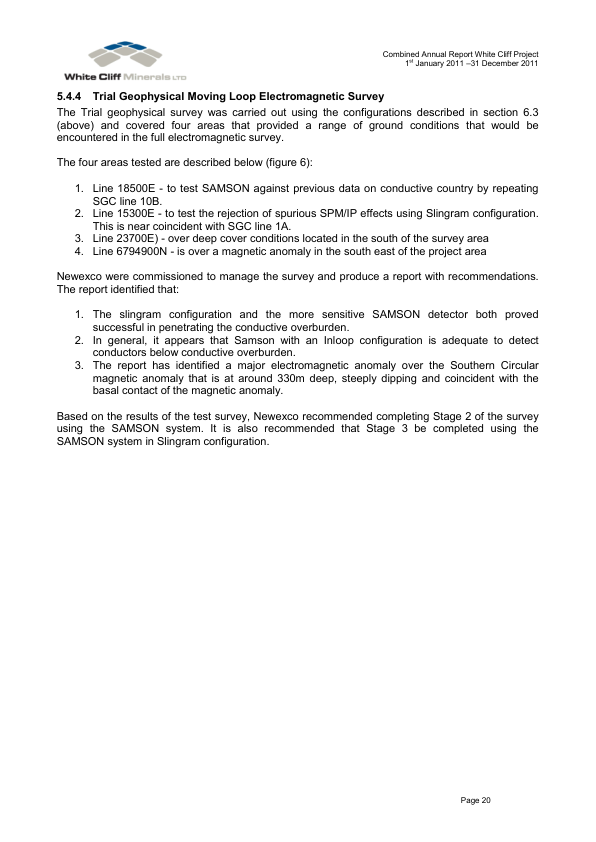 White Cliff Minerals LTD
Combined Annual Report White Cliff Project
1st January 2011 –31 December 2011
5.4.4 Trial Geophysical Moving Loop Electromagnetic Survey
The Trial geophysical survey was carried out using the configurations described in section 6.3
(above) and covered four areas that provided a range of ground conditions that would be
encountered in the full electromagnetic survey.
The four areas tested are described below (figure 6):
1. Line 18500E - to test SAMSON against previous data on conductive country by repeating
SGC line 10B.
2. Line 15300E - to test the rejection of spurious SPM/IP effects using Slingram configuration.
This is near coincident with SGC line 1A.
3. Line 23700E) - over deep cover conditions located in the south of the survey area
4. Line 6794900N - is over a magnetic anomaly in the south east of the project area
Newexco were commissioned to manage the survey and produce a report with recommendations.
The report identified that:
1. The slingram configuration and the more sensitive SAMSON detector both proved
successful in penetrating the conductive overburden.
2. In general, it appears that Samson with an Inloop configuration is adequate to detect
conductors below conductive overburden.
3. The report has identified a major electromagnetic anomaly over the Southern Circular
magnetic anomaly that is at around 330m deep, steeply dipping and coincident with the
basal contact of the magnetic anomaly.
Based on the results of the test survey, Newexco recommended completing Stage 2 of the survey
using the SAMSON system. It is also recommended that Stage 3 be completed using the
SAMSON system in Slingram configuration.
Page 20